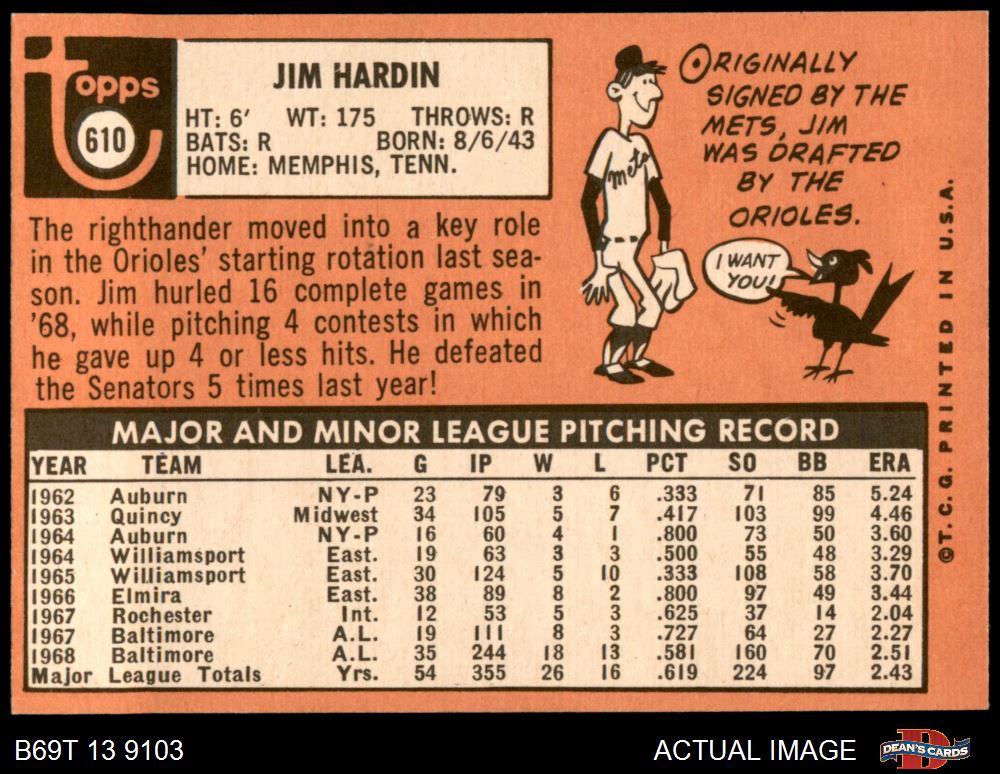 topps
610
JIM HARDIN
HT: 6' WT: 175 THROWS: R
BATS: R BORN: 8/6/43
HOME: MEMPHIS, TENN.
The righthander moved into a key role
in the Orioles' starting rotation last sea-
son. Jim hurled 16 complete games in
'68, while pitching 4 contests in which
he gave up 4 or less hits. He defeated
the Senators 5 times last year!
ORIGINALLY
SIGNED BY THE
METS, JIM
WAS DRAFTED
BY THE
ORIOLES.
Mets
I WANT
YOU!
©T. C. G. PRINTED IN U.S.A.
MAJOR AND MINOR LEAGUE PITCHING RECORD
YEAR TEAM LEA. G IP W L PCT SO BB ERA
1962 Auburn NY-P 23 79 3 6 .333 71 85 5.24
1963 Quincy Midwest 34 105 5 7 .417 103 99 4.46
1964 Auburn NY-P 16 60 4 1 .800 73 50 3.60
1964 Williamsport East. 19 63 3 3 .500 55 48 3.29
1965 Williamsport East. 30 124 5 10 .333 108 58 3.70
1966 Elmira East. 38 89 8 2 .800 97 49 3.44
1967 Rochester Int. 12 53 5 3 .625 37 14 2.04
1967 Baltimore A.L. 19 111 8 3 .727 64 27 2.27
1968 Baltimore A.L. 35 244 18 13 .581 160 70 2.51
Major League Totals Yrs. 54 355 26 16 .619 224 97 2.43
B69T 13 9103
ACTUAL IMAGE
DEAN'S CARDS